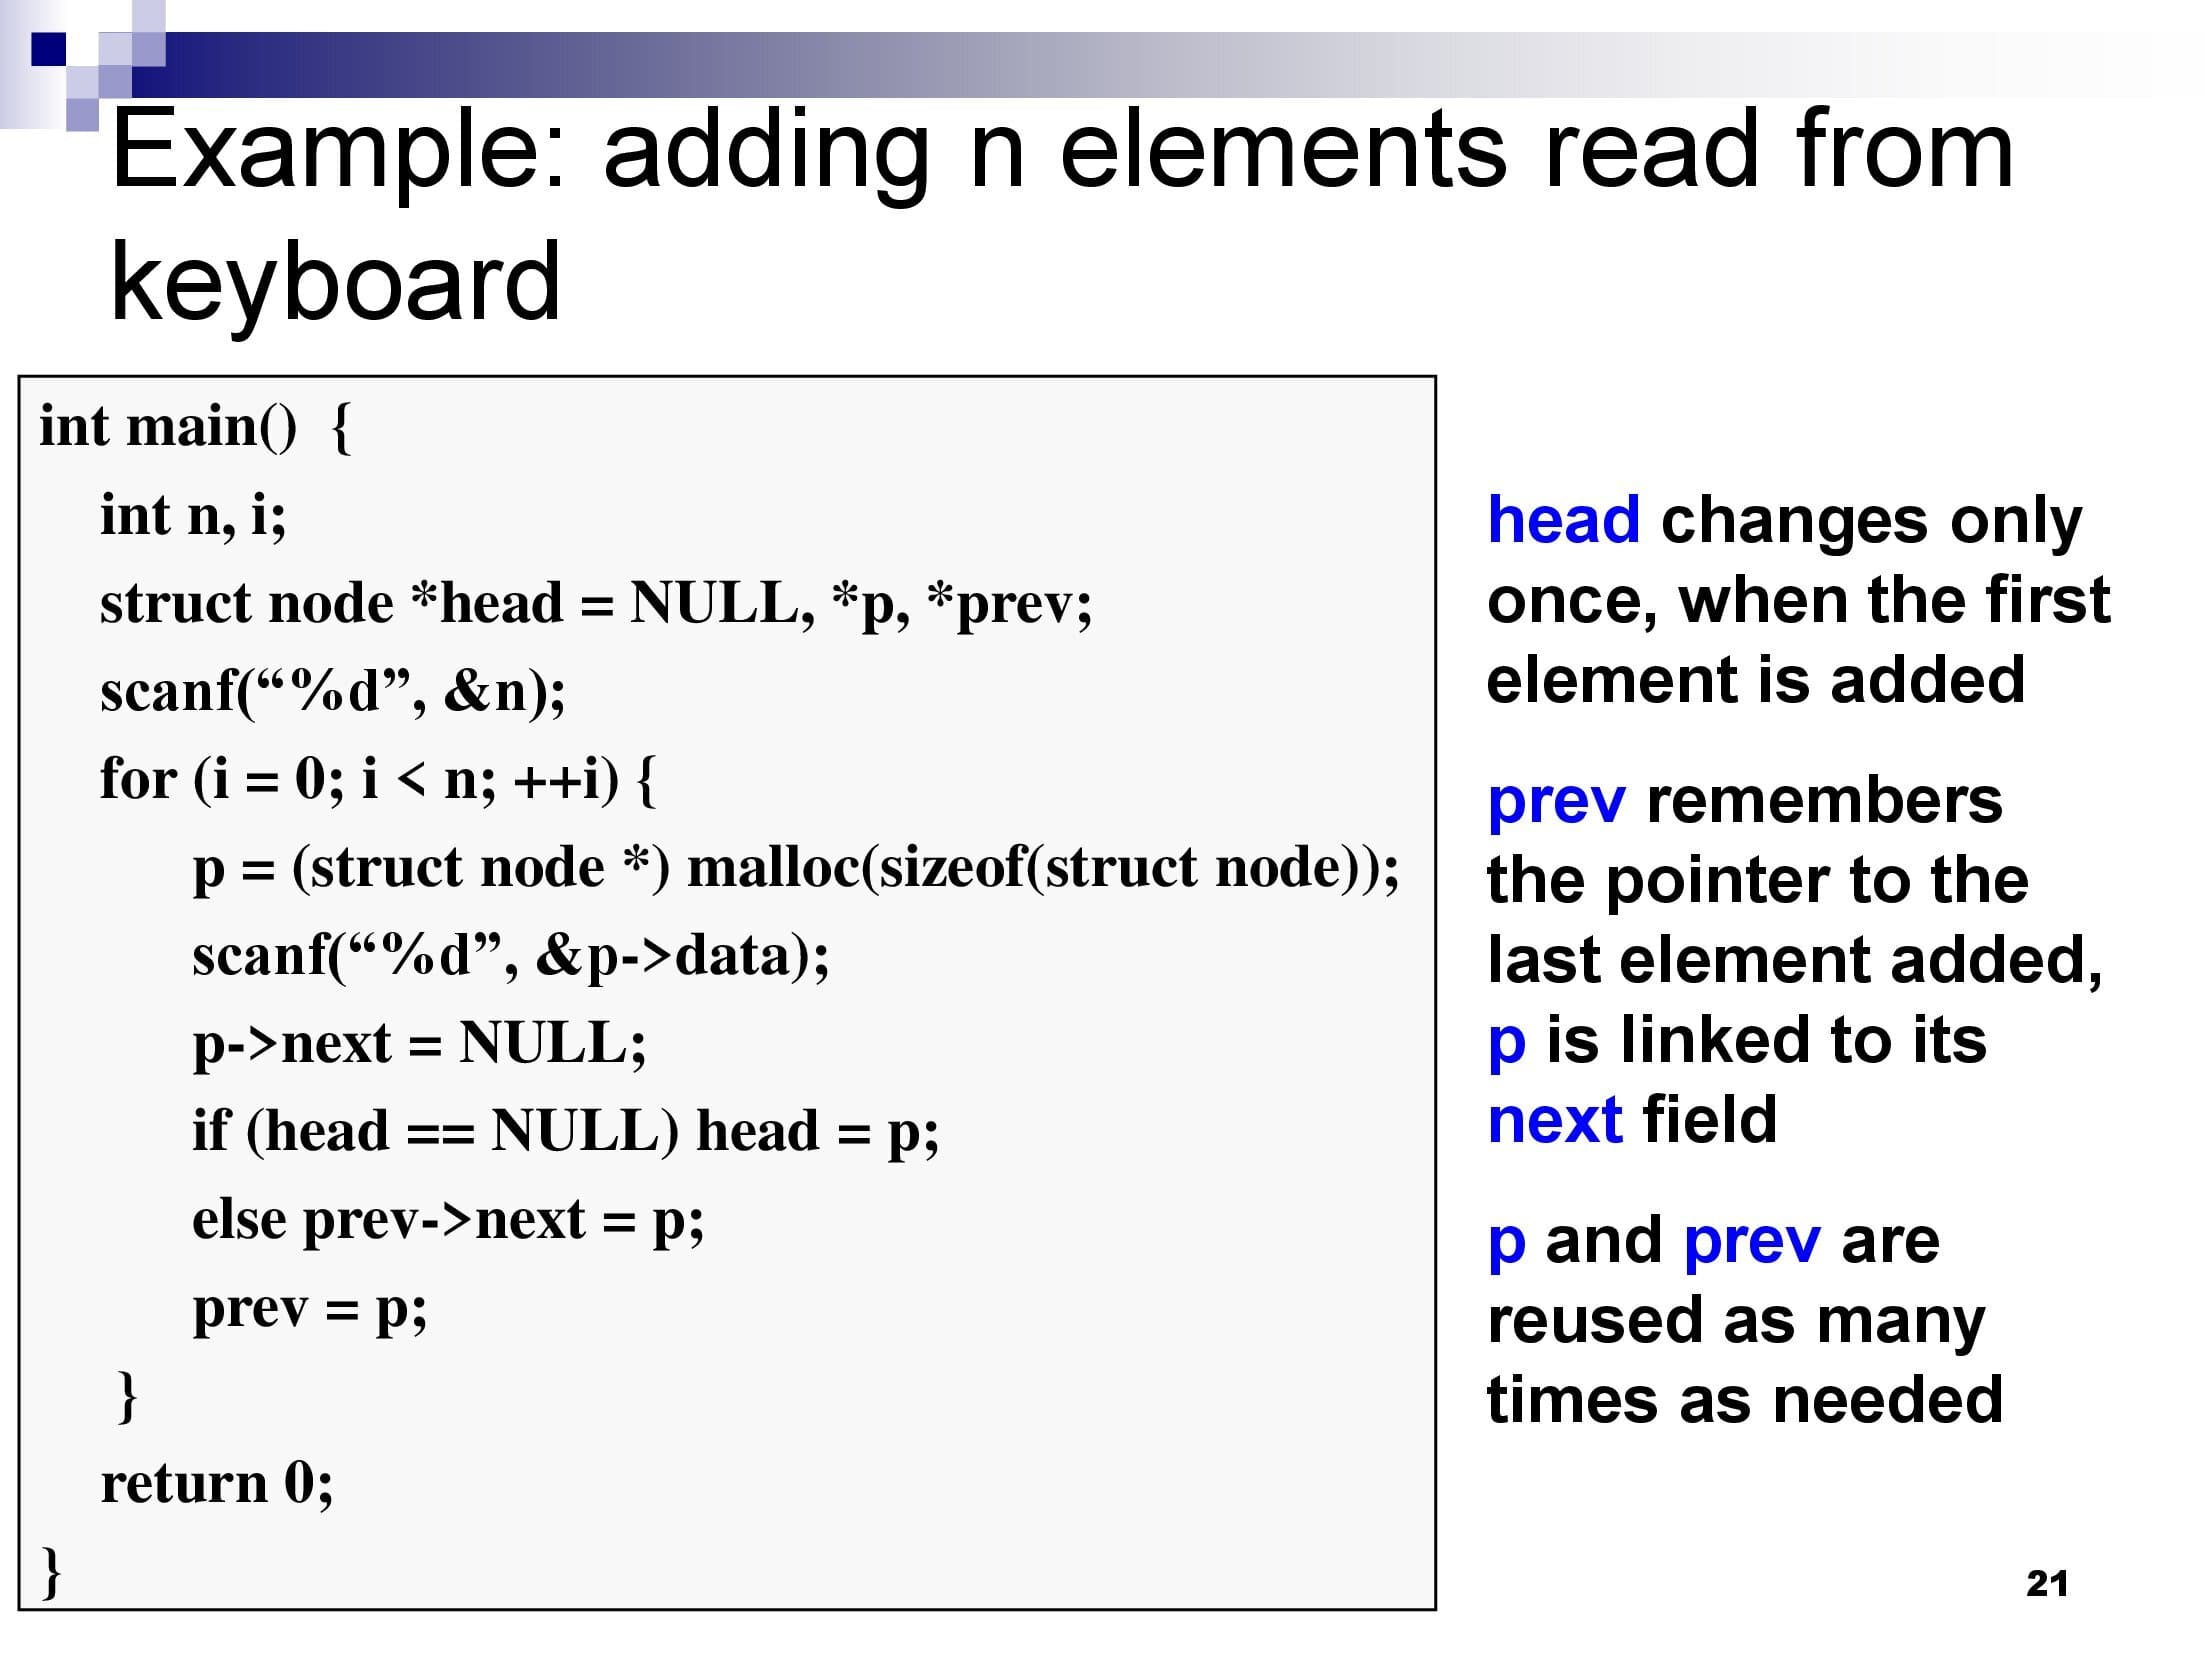 Example: adding n elements read from
keyboard
int main()  {
int n, i;
struct node *head = NULL, *p, *prev;
scanf(“%d”, &n);
for (i = 0; i < n; ++i) {
p = (struct node *) malloc(sizeof(struct node));
scanf(“%d”, &p->data);
p->next = NULL;
if (head == NULL) head = p;
else prev->next = p;
prev = p;
}
return 0;
}
head changes only
once, when the first
element is added
prev remembers
the pointer to the
last element added,
p is linked to its
next field
p and prev are
reused as many
times as needed
21